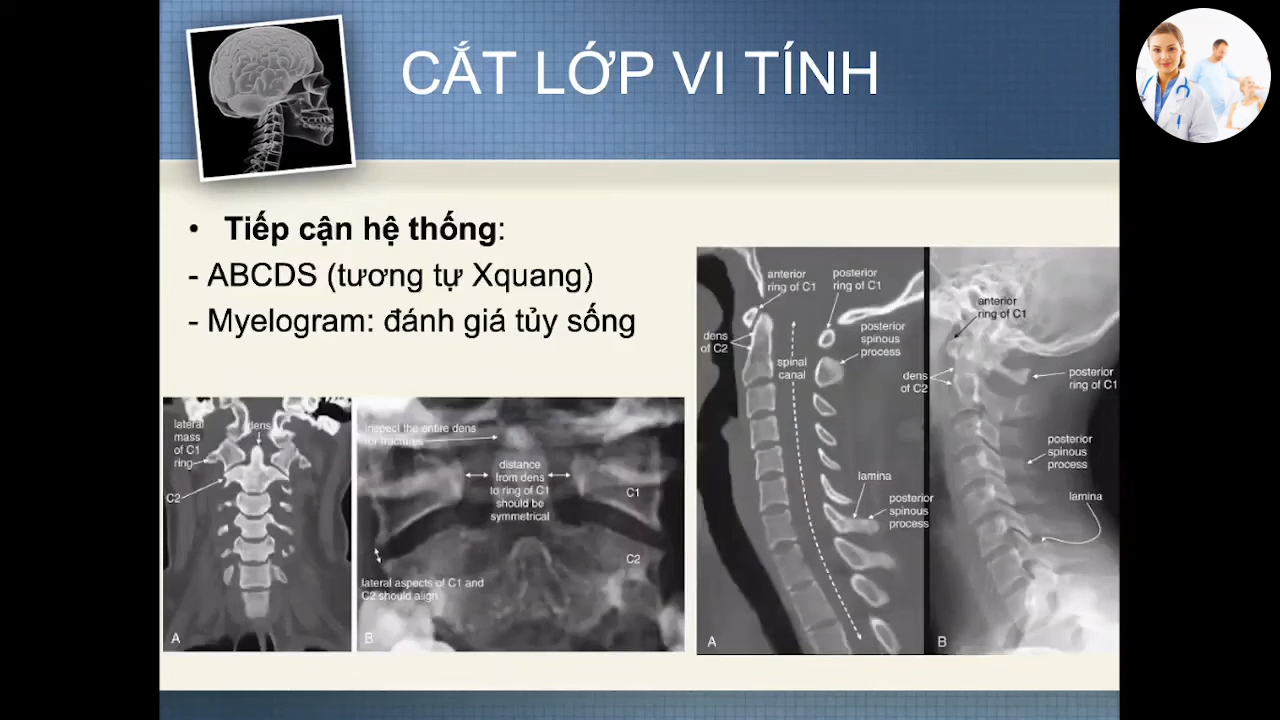 CẮT LỚP VI TÍNH
• Tiếp cận hệ thống:
- ABCDS (tương tự Xquang)
- Myelogram: đánh giá tủy sống
lateral
mass
of C1
ring
dens
C2
A
inspect the entire dens
for fractures
distance
from dens
to ring of C1
should be
symmetrical
C1
C2
lateral aspects of C1 and
C2 should align
B
anterior
ring of C1
posterior
ring of C1
dens
of C2
posterior
spinous
process
spinal
canal
lamina
posterior
spinous
process
A
anterior
ring of C1
dens
of C2
posterior
ring of C1
posterior
spinous
process
lamina
B